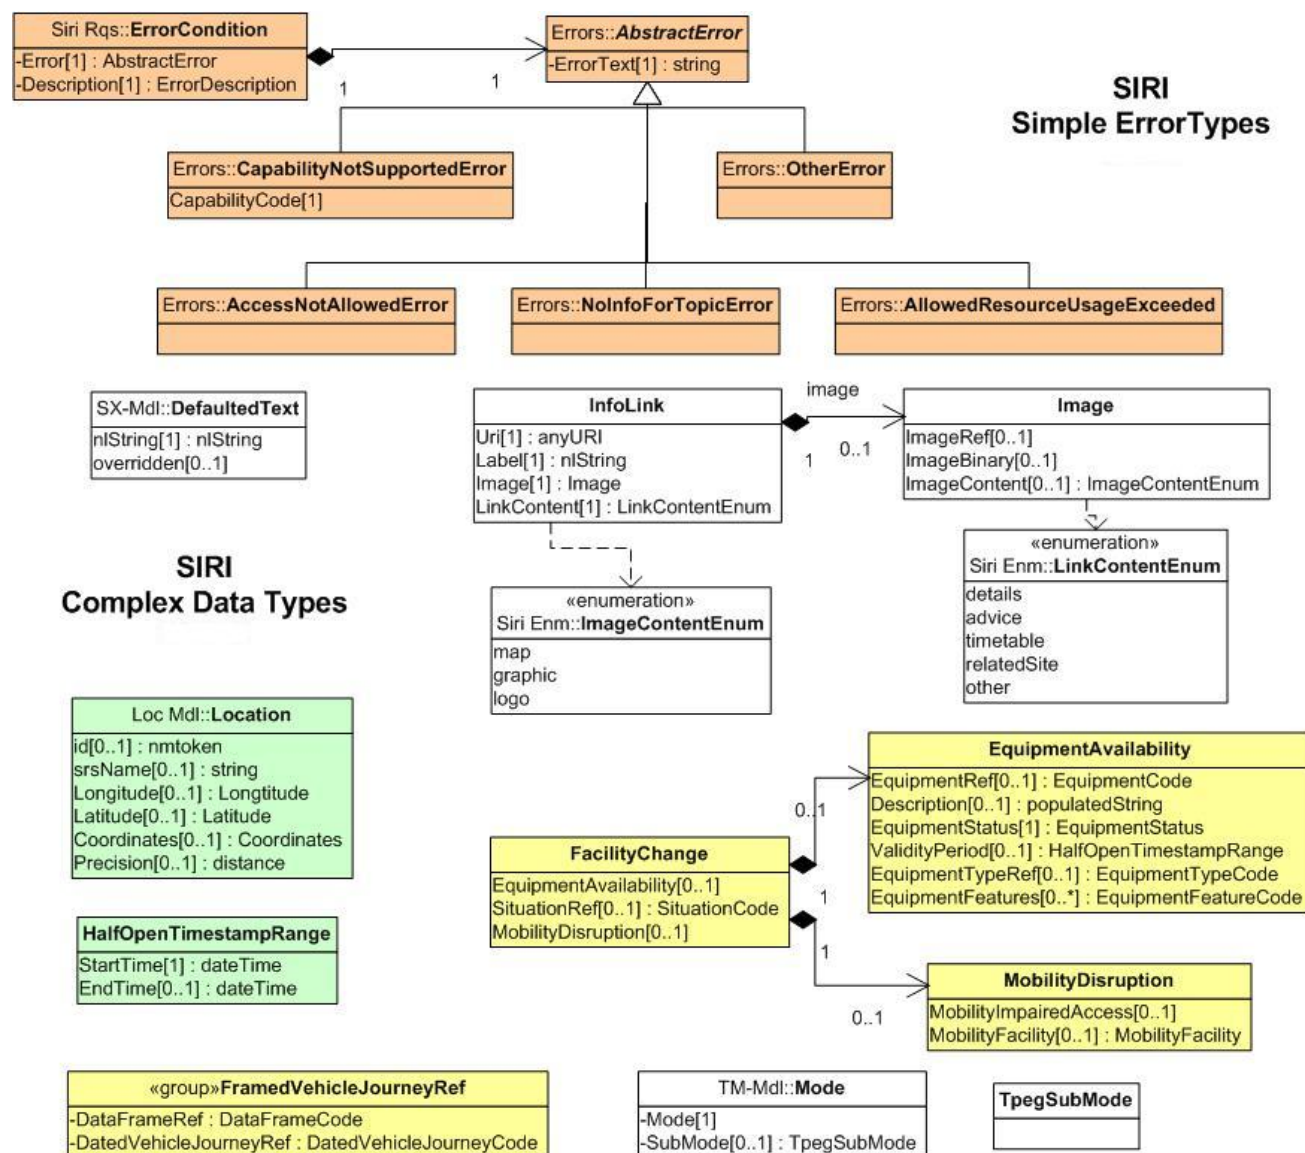 Siri Rqs::ErrorCondition
-Error[1] : AbstractError
-Description[1] : ErrorDescription
1
1
Errors::AbstractError
-ErrorText[1] : string
SIRI
Simple ErrorTypes
Errors::CapabilityNotSupportedError
CapabilityCode[1]
Errors::OtherError
Errors::AccessNotAllowedError
Errors::NoInfoForTopicError
Errors::AllowedResourceUsageExceeded
SX-Mdl::DefaultedText
nlString[1] : nlString
overridden[0..1]
InfoLink
Uri[1] : anyURI
Label[1] : nlString
Image[1] : Image
LinkContent[1] : LinkContentEnum
image
1
0..1
Image
ImageRef[0..1]
ImageBinary[0..1]
ImageContent[0..1] : ImageContentEnum
SIRI
Complex Data Types
«enumeration»
Siri Enm::ImageContentEnum
map
graphic
logo
«enumeration»
Siri Enm::LinkContentEnum
details
advice
timetable
relatedSite
other
Loc Mdl::Location
id[0..1] : nmtoken
srsName[0..1] : string
Longitude[0..1] : Longtitude
Latitude[0..1] : Latitude
Coordinates[0..1] : Coordinates
Precision[0..1] : distance
HalfOpenTimestampRange
StartTime[1] : dateTime
EndTime[0..1] : dateTime
FacilityChange
EquipmentAvailability[0..1]
SituationRef[0..1] : SituationCode
MobilityDisruption[0..1]
0..1
1
1
0..1
EquipmentAvailability
EquipmentRef[0..1] : EquipmentCode
Description[0..1] : populatedString
EquipmentStatus[1] : EquipmentStatus
ValidityPeriod[0..1] : HalfOpenTimestampRange
EquipmentTypeRef[0..1] : EquipmentTypeCode
EquipmentFeatures[0..*] : EquipmentFeatureCode
MobilityDisruption
MobilityImpairedAccess[0..1]
MobilityFacility[0..1] : MobilityFacility
«group»FramedVehicleJourneyRef
-DataFrameRef : DataFrameCode
-DatedVehicleJourneyRef : DatedVehicleJourneyCode
TM-Mdl::Mode
-Mode[1]
-SubMode[0..1] : TpegSubMode
TpegSubMode